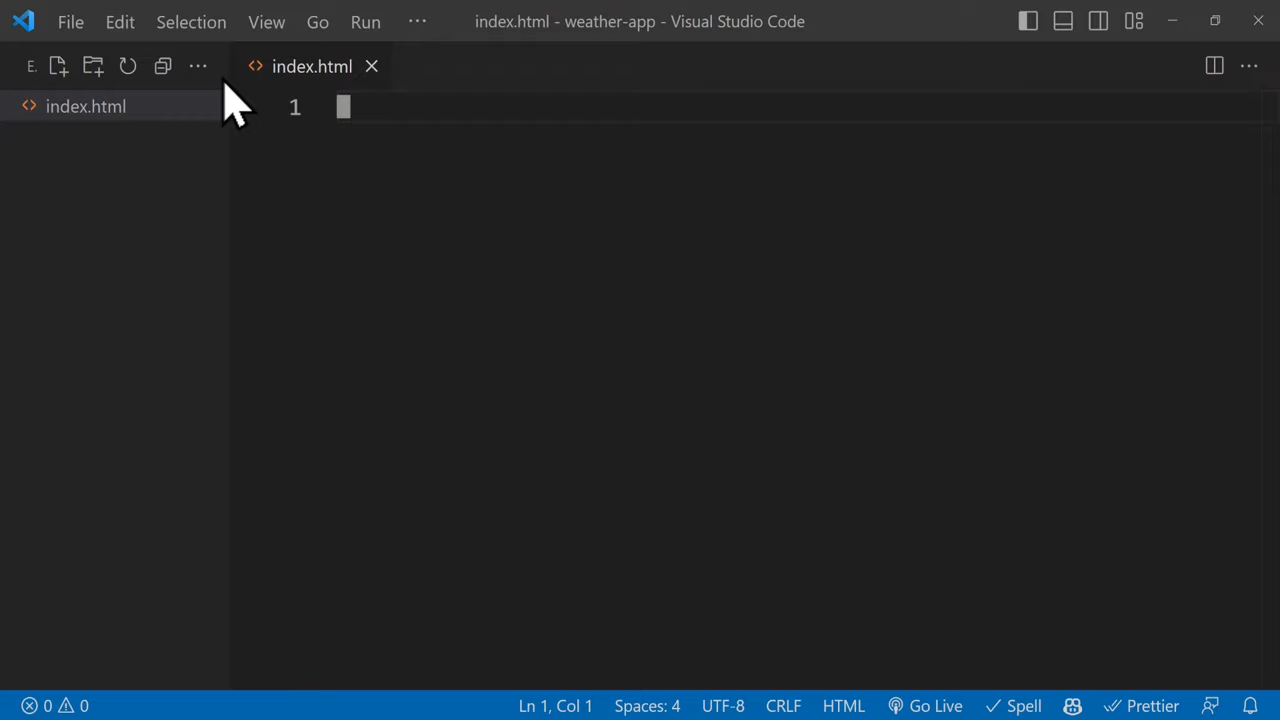 File Edit Selection View Go Run ··· index.html - weather-app - Visual Studio Code
E. index.html
index.html 1
0 0 Ln 1, Col 1 Spaces: 4 UTF-8 CRLF HTML Go Live Spell Prettier